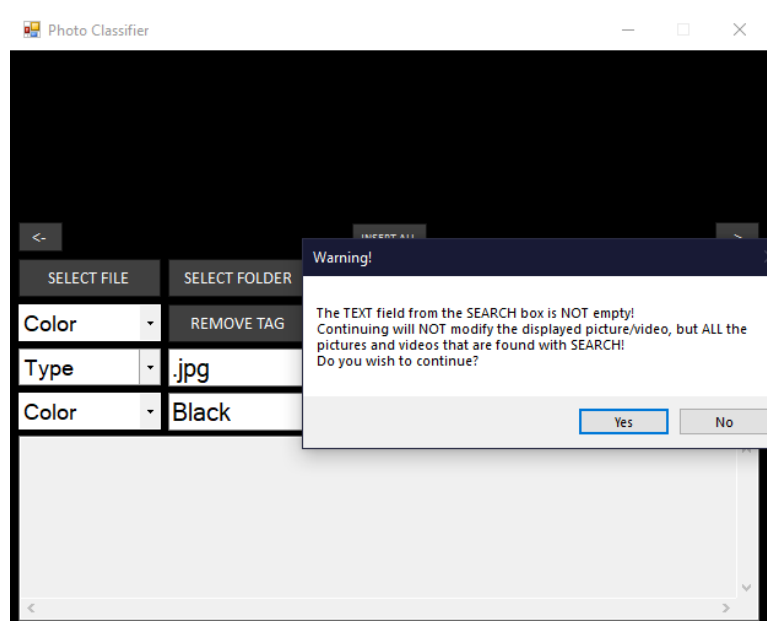 Photo Classifier
<-
INSERT ALL
SELECT FILE
SELECT FOLDER
Color
REMOVE TAG
Type
.jpg
Color
Black
Warning!
The TEXT field from the SEARCH box is NOT empty!
Continuing will NOT modify the displayed picture/video, but ALL the
pictures and videos that are found with SEARCH!
Do you wish to continue?
Yes
No